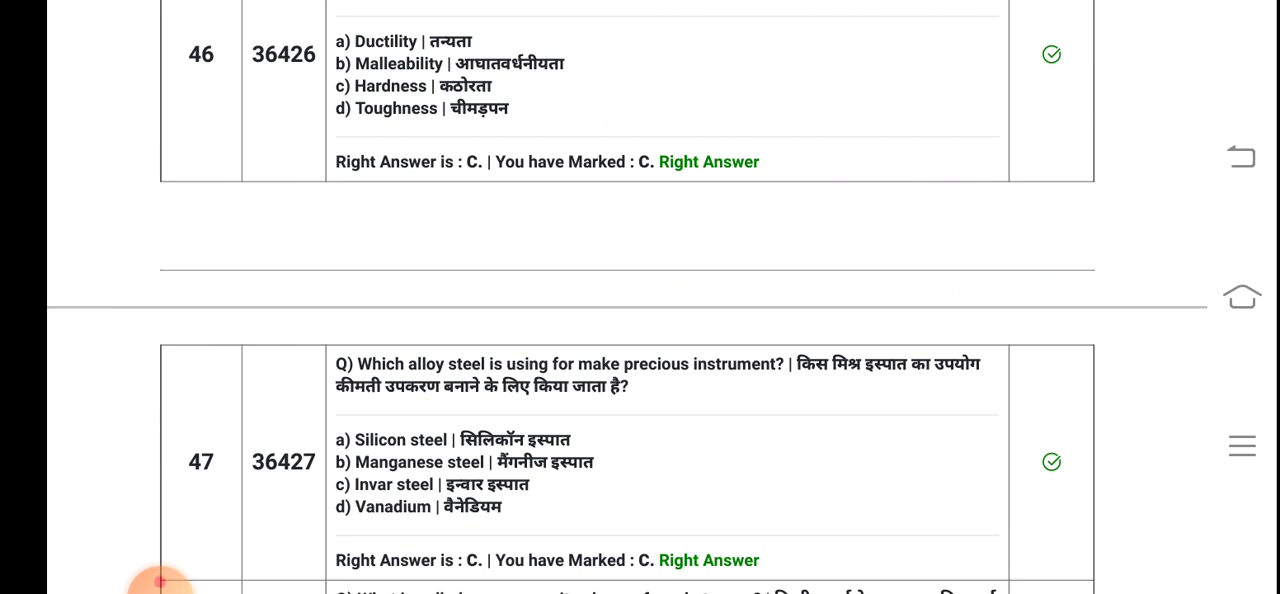 46
36426
a) Ductility | तन्यता
b) Malleability | आघातवर्धनीयता
c) Hardness | कठोरता
d) Toughness | चीमड़पन
Right Answer is : C. | You have Marked : C. Right Answer
47
36427
Q) Which alloy steel is using for make precious instrument? | किस मिश्र इस्पात का उपयोग
कीमती उपकरण बनाने के लिए किया जाता है?
a) Silicon steel | सिलिकॉन इस्पात
b) Manganese steel | मैंगनीज इस्पात
c) Invar steel | इन्वार इस्पात
d) Vanadium | वैनेडियम
Right Answer is : C. | You have Marked : C. Right Answer